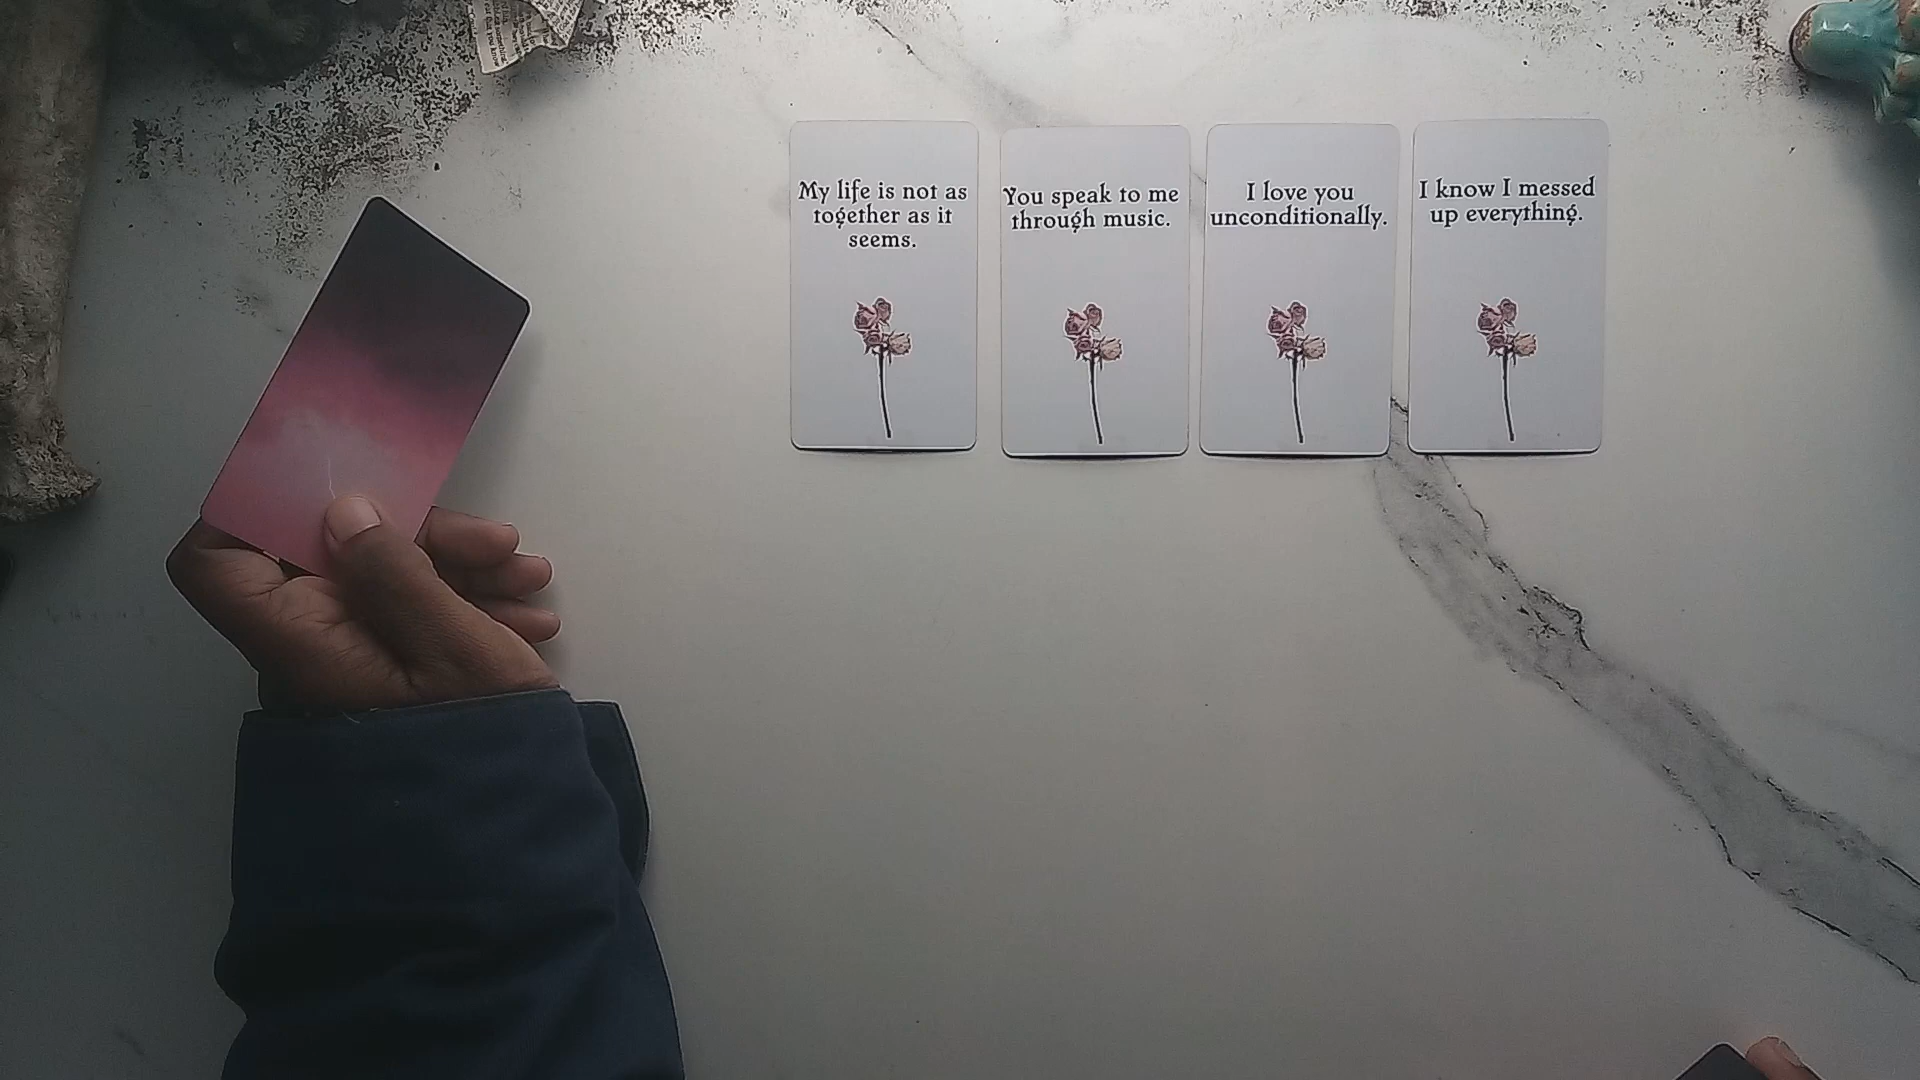 My life is not as
together as it
seems.
You speak to me
through music.
I love you
unconditionally.
I know I messed
up everything.